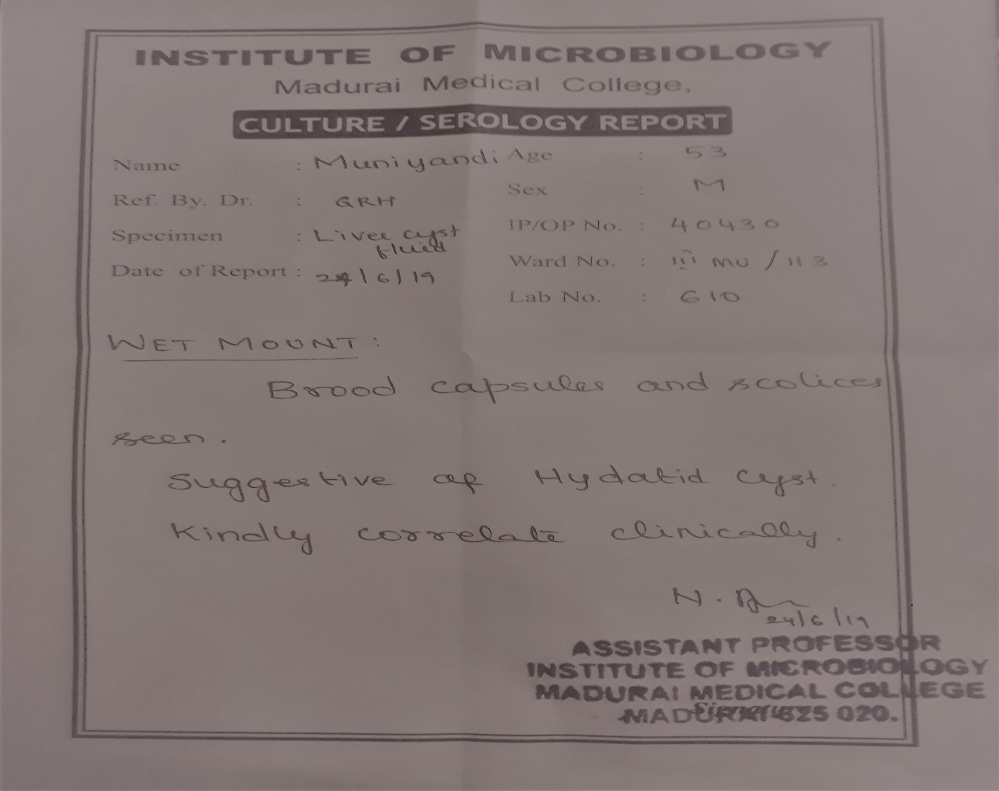 INSTITUTE OF MICROBIOLOGY
Madurai Medical College,
CULTURE / SEROLOGY REPORT
Name : Muniyandi Age : 53
Sex : M
Ref. By. Dr. : GRH
IP/OP No. : 40430
Specimen : Liver cyst
fluid
Ward No. : III MU / 113
Date of Report : 24/6/19
Lab No. : 610
WET MOUNT :
Brood capsules and scolices
seen.
Suggestive of Hydatid cyst.
Kindly correlate clinically.
N.
24/6/19
ASSISTANT PROFESSOR
INSTITUTE OF MICROBIOLOGY
MADURAI MEDICAL COLLEGE
Signature
MADURAI 625 020.